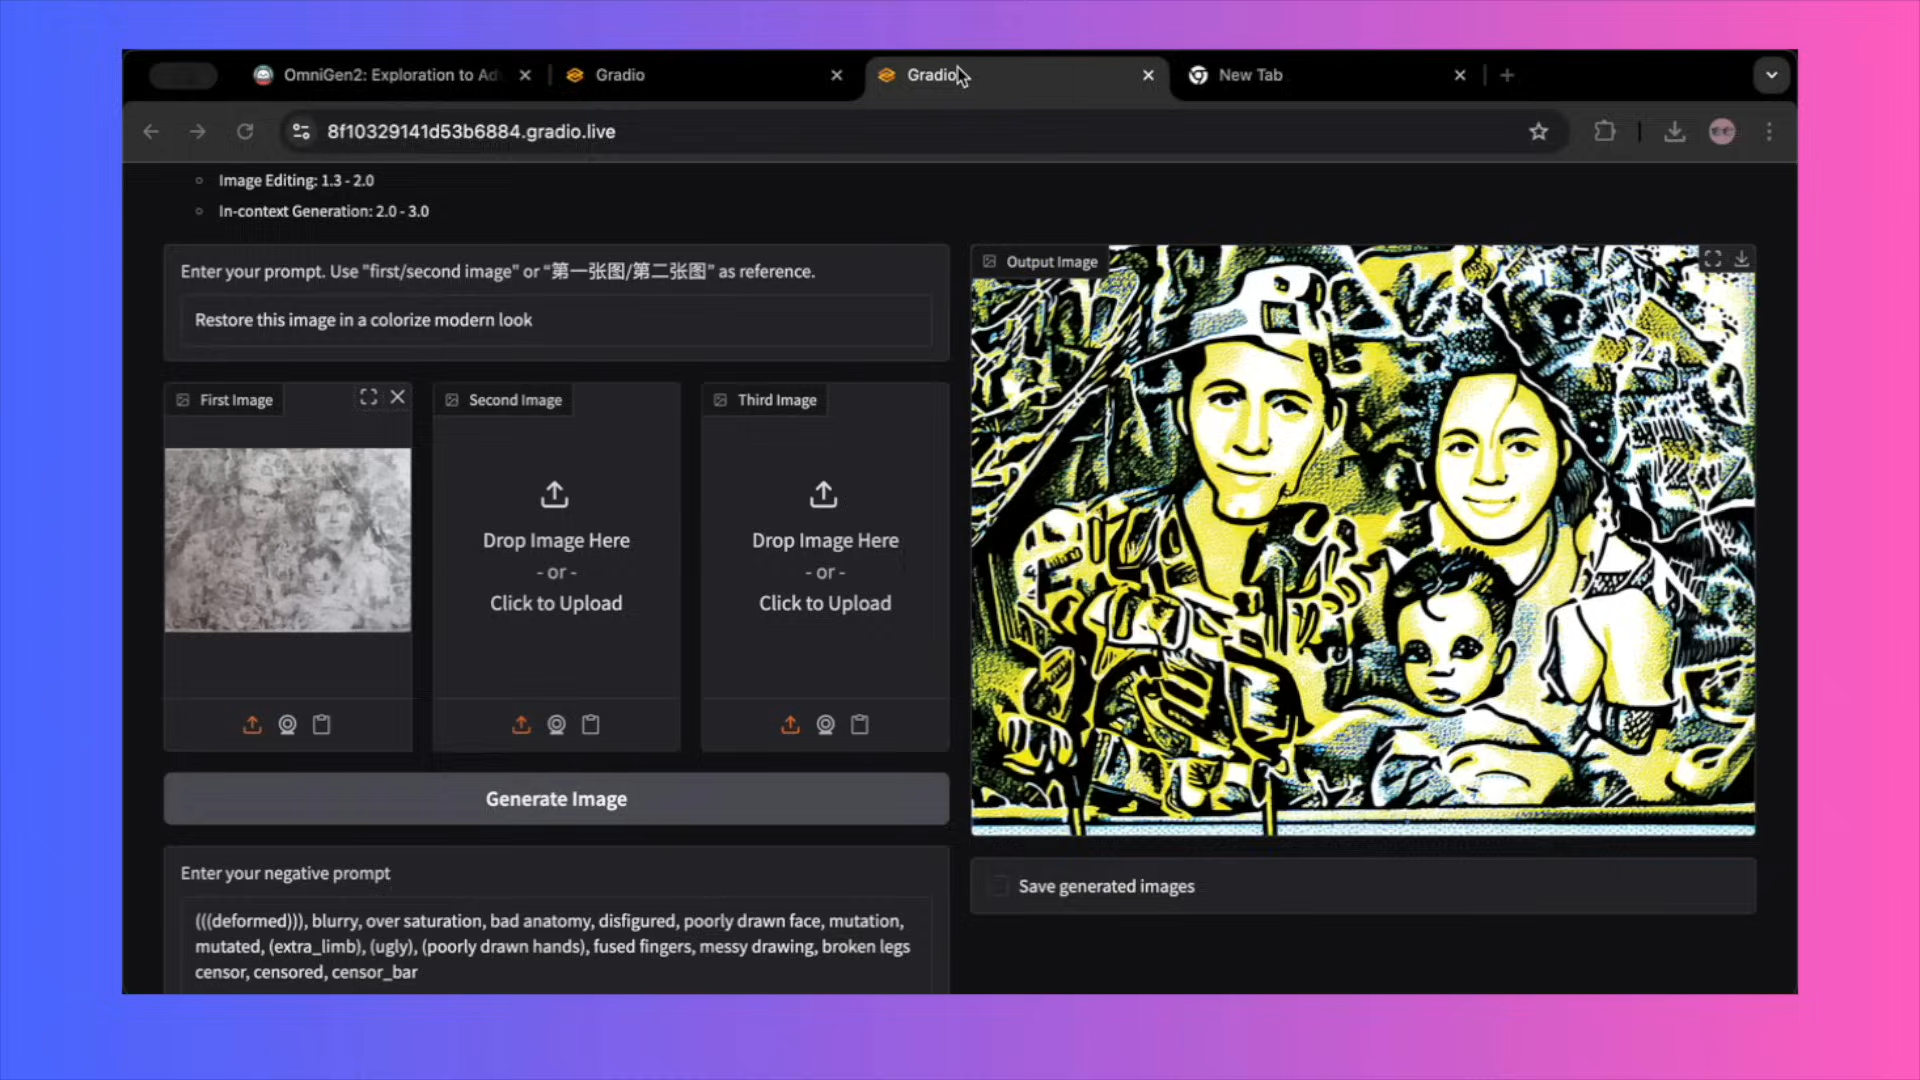 OmniGen2: Exploration to Ad
Gradio
Gradio
New Tab
8f10329141d53b6884.gradio.live
Image Editing: 1.3 - 2.0
In-context Generation: 2.0 - 3.0
Enter your prompt. Use "first/second image" or “第一张图/第二张图” as reference.
Restore this image in a colorize modern look
First Image
Second Image
Third Image
Drop Image Here
- or -
Click to Upload
Drop Image Here
- or -
Click to Upload
Generate Image
Enter your negative prompt
(((deformed))), blurry, over saturation, bad anatomy, disfigured, poorly drawn face, mutation,
mutated, (extra_limb), (ugly), (poorly drawn hands), fused fingers, messy drawing, broken legs
censor, censored, censor_bar
Output Image
Save generated images